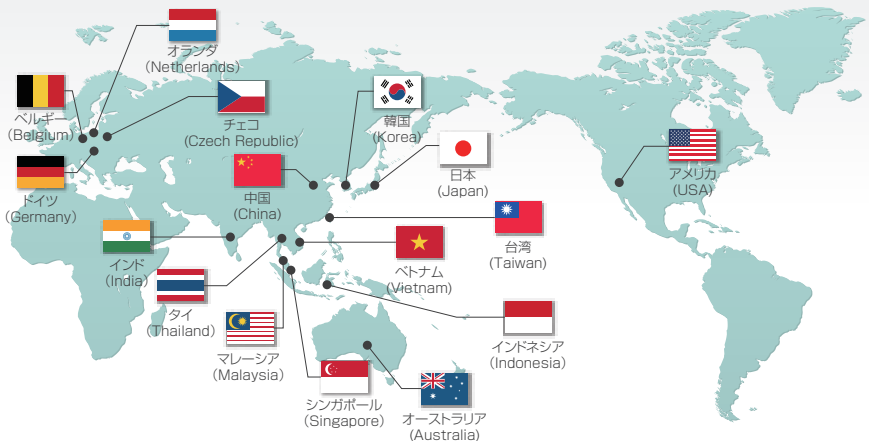 オランダ
(Netherlands)
ベルギー
(Belgium)
チェコ
(Czech Republic)
韓国
(Korea)
日本
(Japan)
アメリカ
(USA)
ドイツ
(Germany)
中国
(China)
台湾
(Taiwan)
インド
(India)
ベトナム
(Vietnam)
タイ
(Thailand)
マレーシア
(Malaysia)
インドネシア
(Indonesia)
シンガポール
(Singapore)
オーストラリア
(Australia)